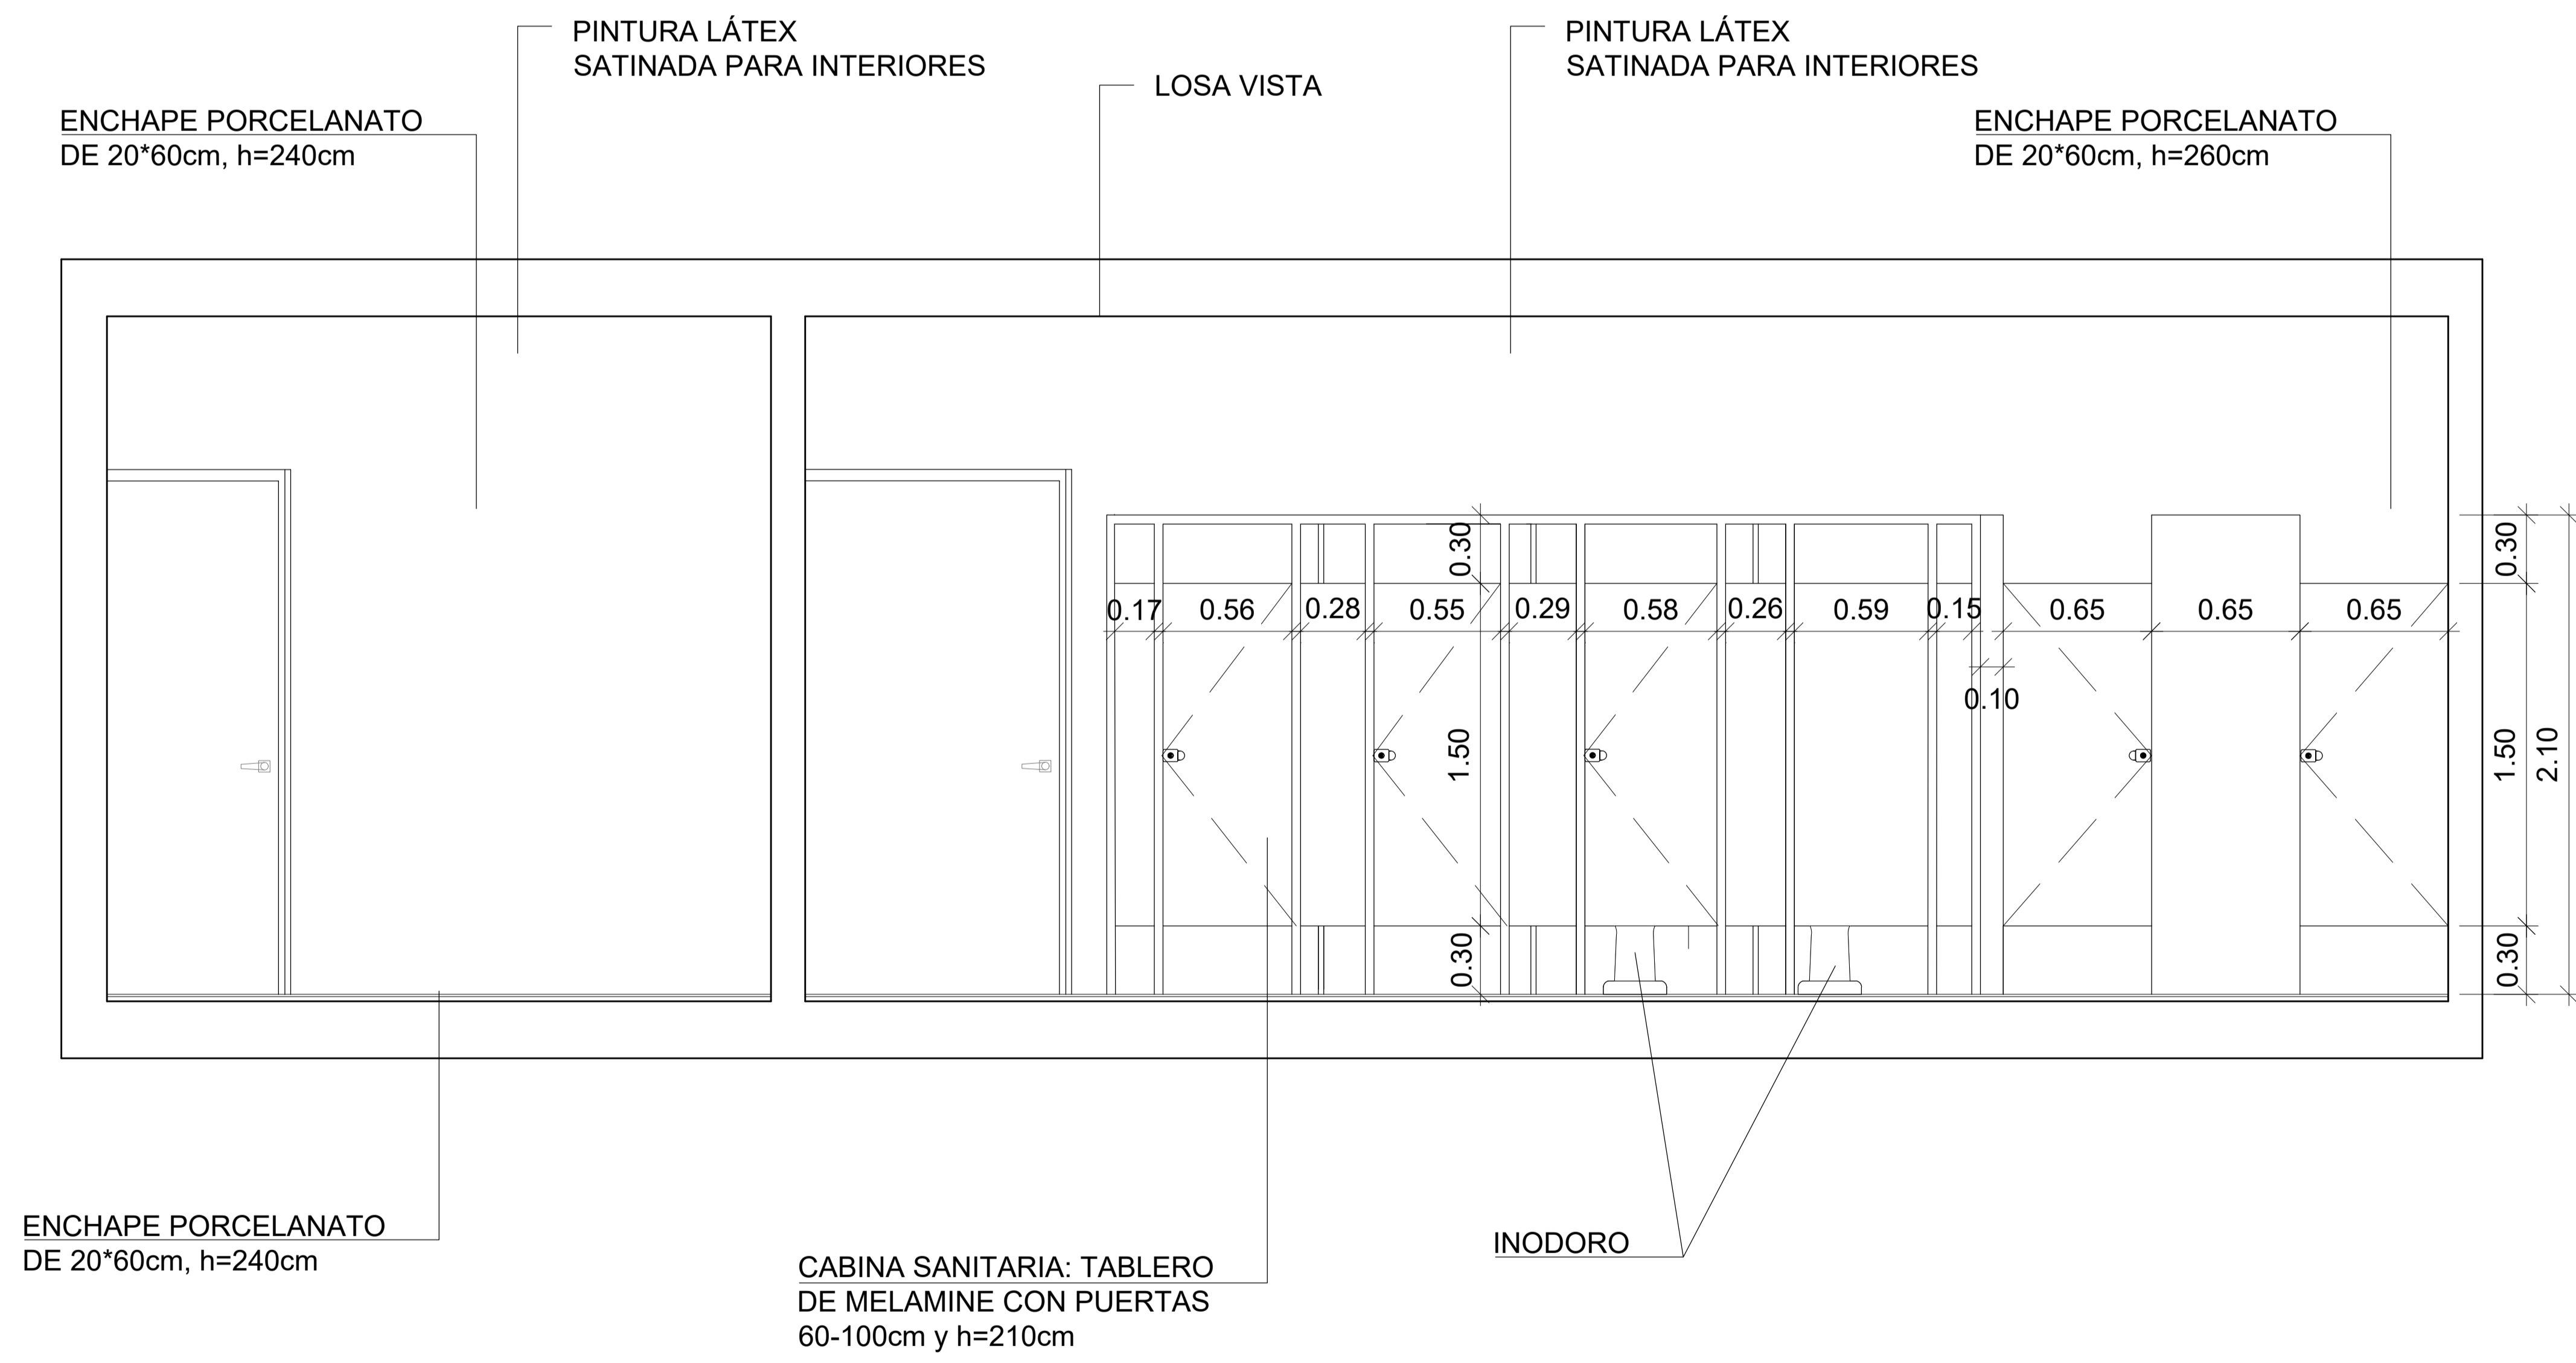 PINTURA LÁTEX
SATINADA PARA INTERIORES
PINTURA LÁTEX
SATINADA PARA INTERIORES
LOSA VISTA
ENCHAPE PORCELANATO
DE 20*60cm, h=240cm
ENCHAPE PORCELANATO
DE 20*60cm, h=260cm
0.30
0.30
0.17
0.56
0.28
0.55
0.29
0.58
0.26
0.59
0.15
0.65
0.65
0.65
0.10
1.50
1.50
2.10
0.30
0.30
ENCHAPE PORCELANATO
DE 20*60cm, h=240cm
CABINA SANITARIA: TABLERO
DE MELAMINE CON PUERTAS
60-100cm y h=210cm
INODORO